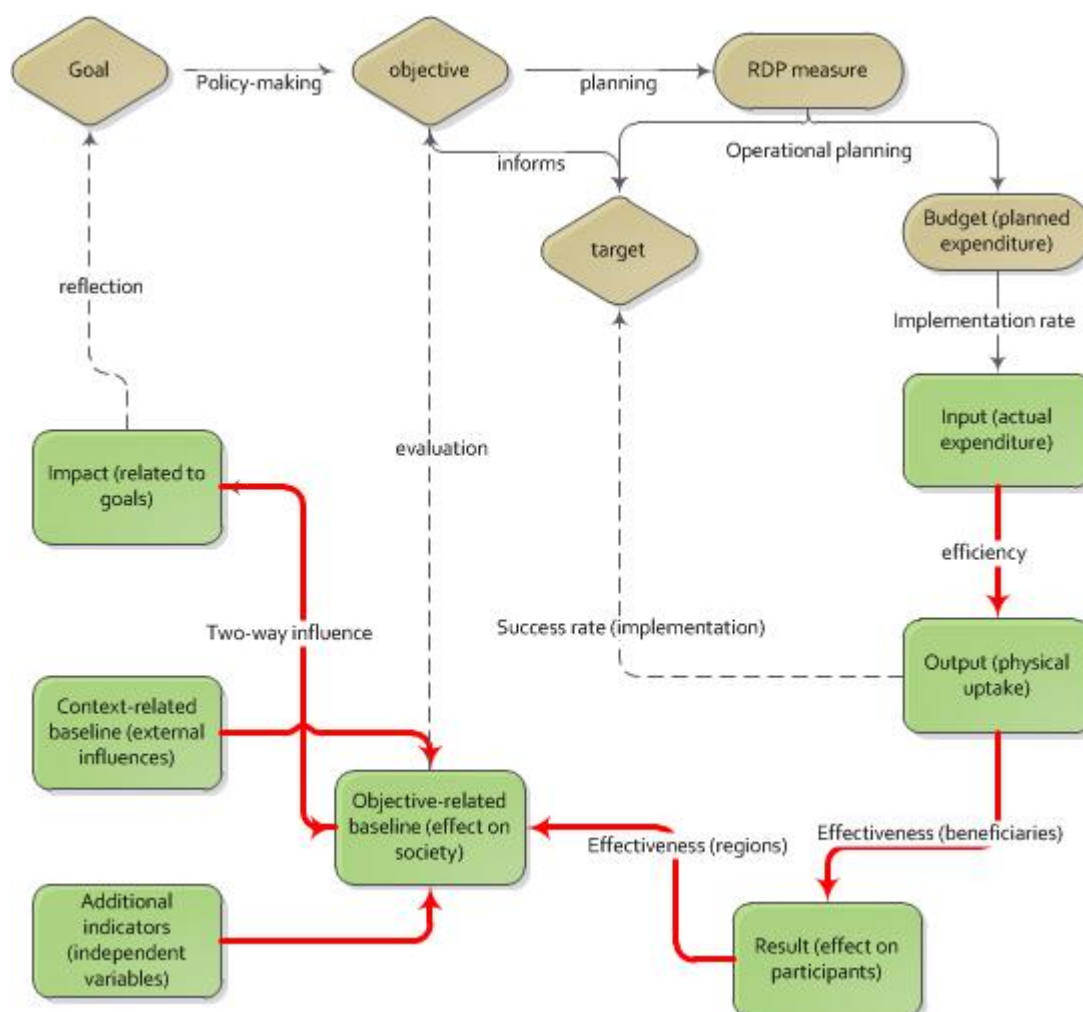 Goal
Policy-making
objective
planning
RDP measure
informs
Operational planning
target
Budget (planned
expenditure)
reflection
Implementation rate
Input (actual
expenditure)
evaluation
Impact (related to
goals)
efficiency
Two-way influence
Success rate (implementation)
Output (physical
uptake)
Context-related
baseline (external
influences)
Objective-related
baseline (effect on
society)
Effectiveness (regions)
Effectiveness (beneficiaries)
Additional
indicators
(independent
variables)
Result (effect on
participants)